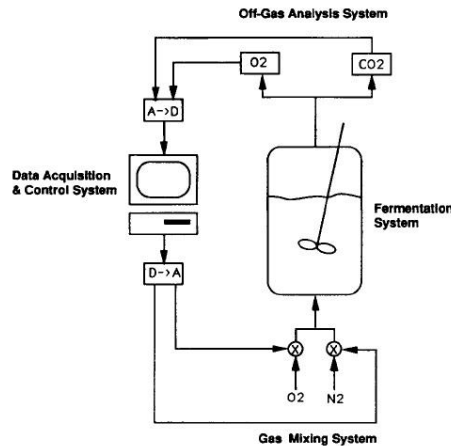 Off-Gas Analysis System
O2
CO2
A->D
Data Acquisition
& Control System
Fermentation
System
D->A
X
X
O2
N2
Gas Mixing System